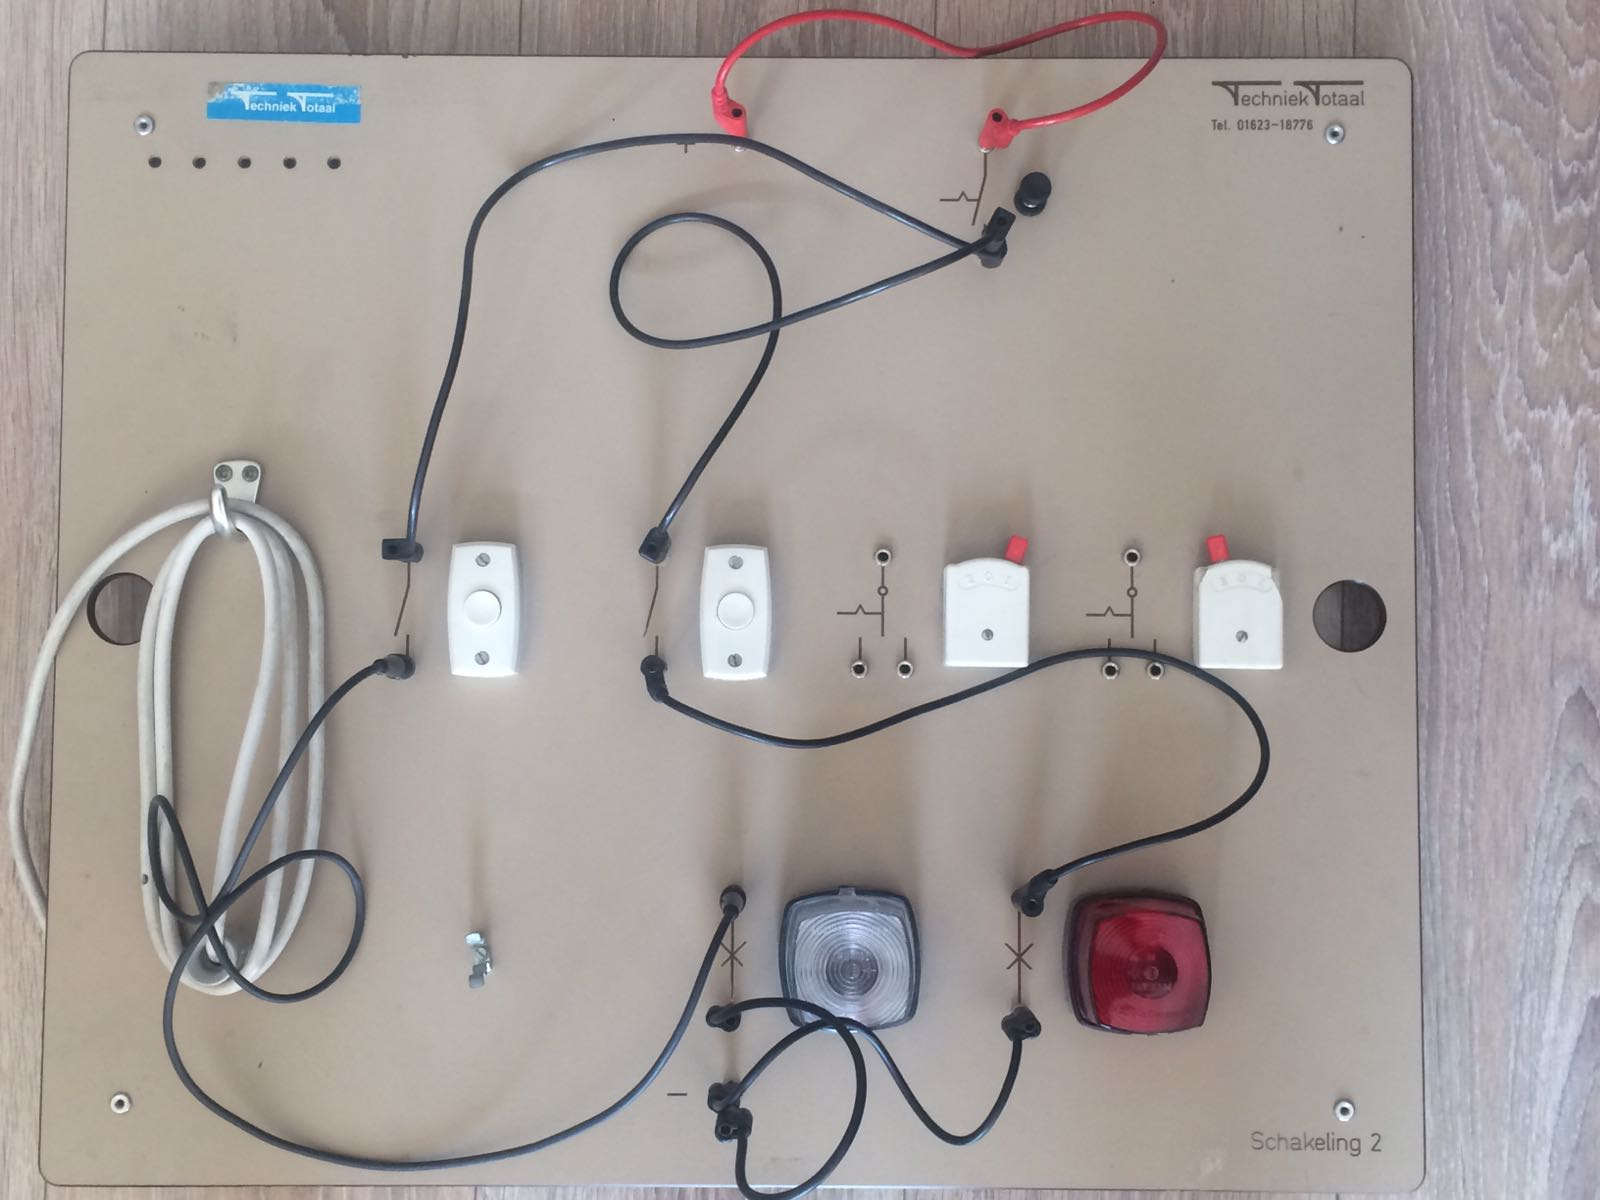 Techniek Totaal
Techniek Totaal
Tel. 01623-18776
+
−
Schakeling 2